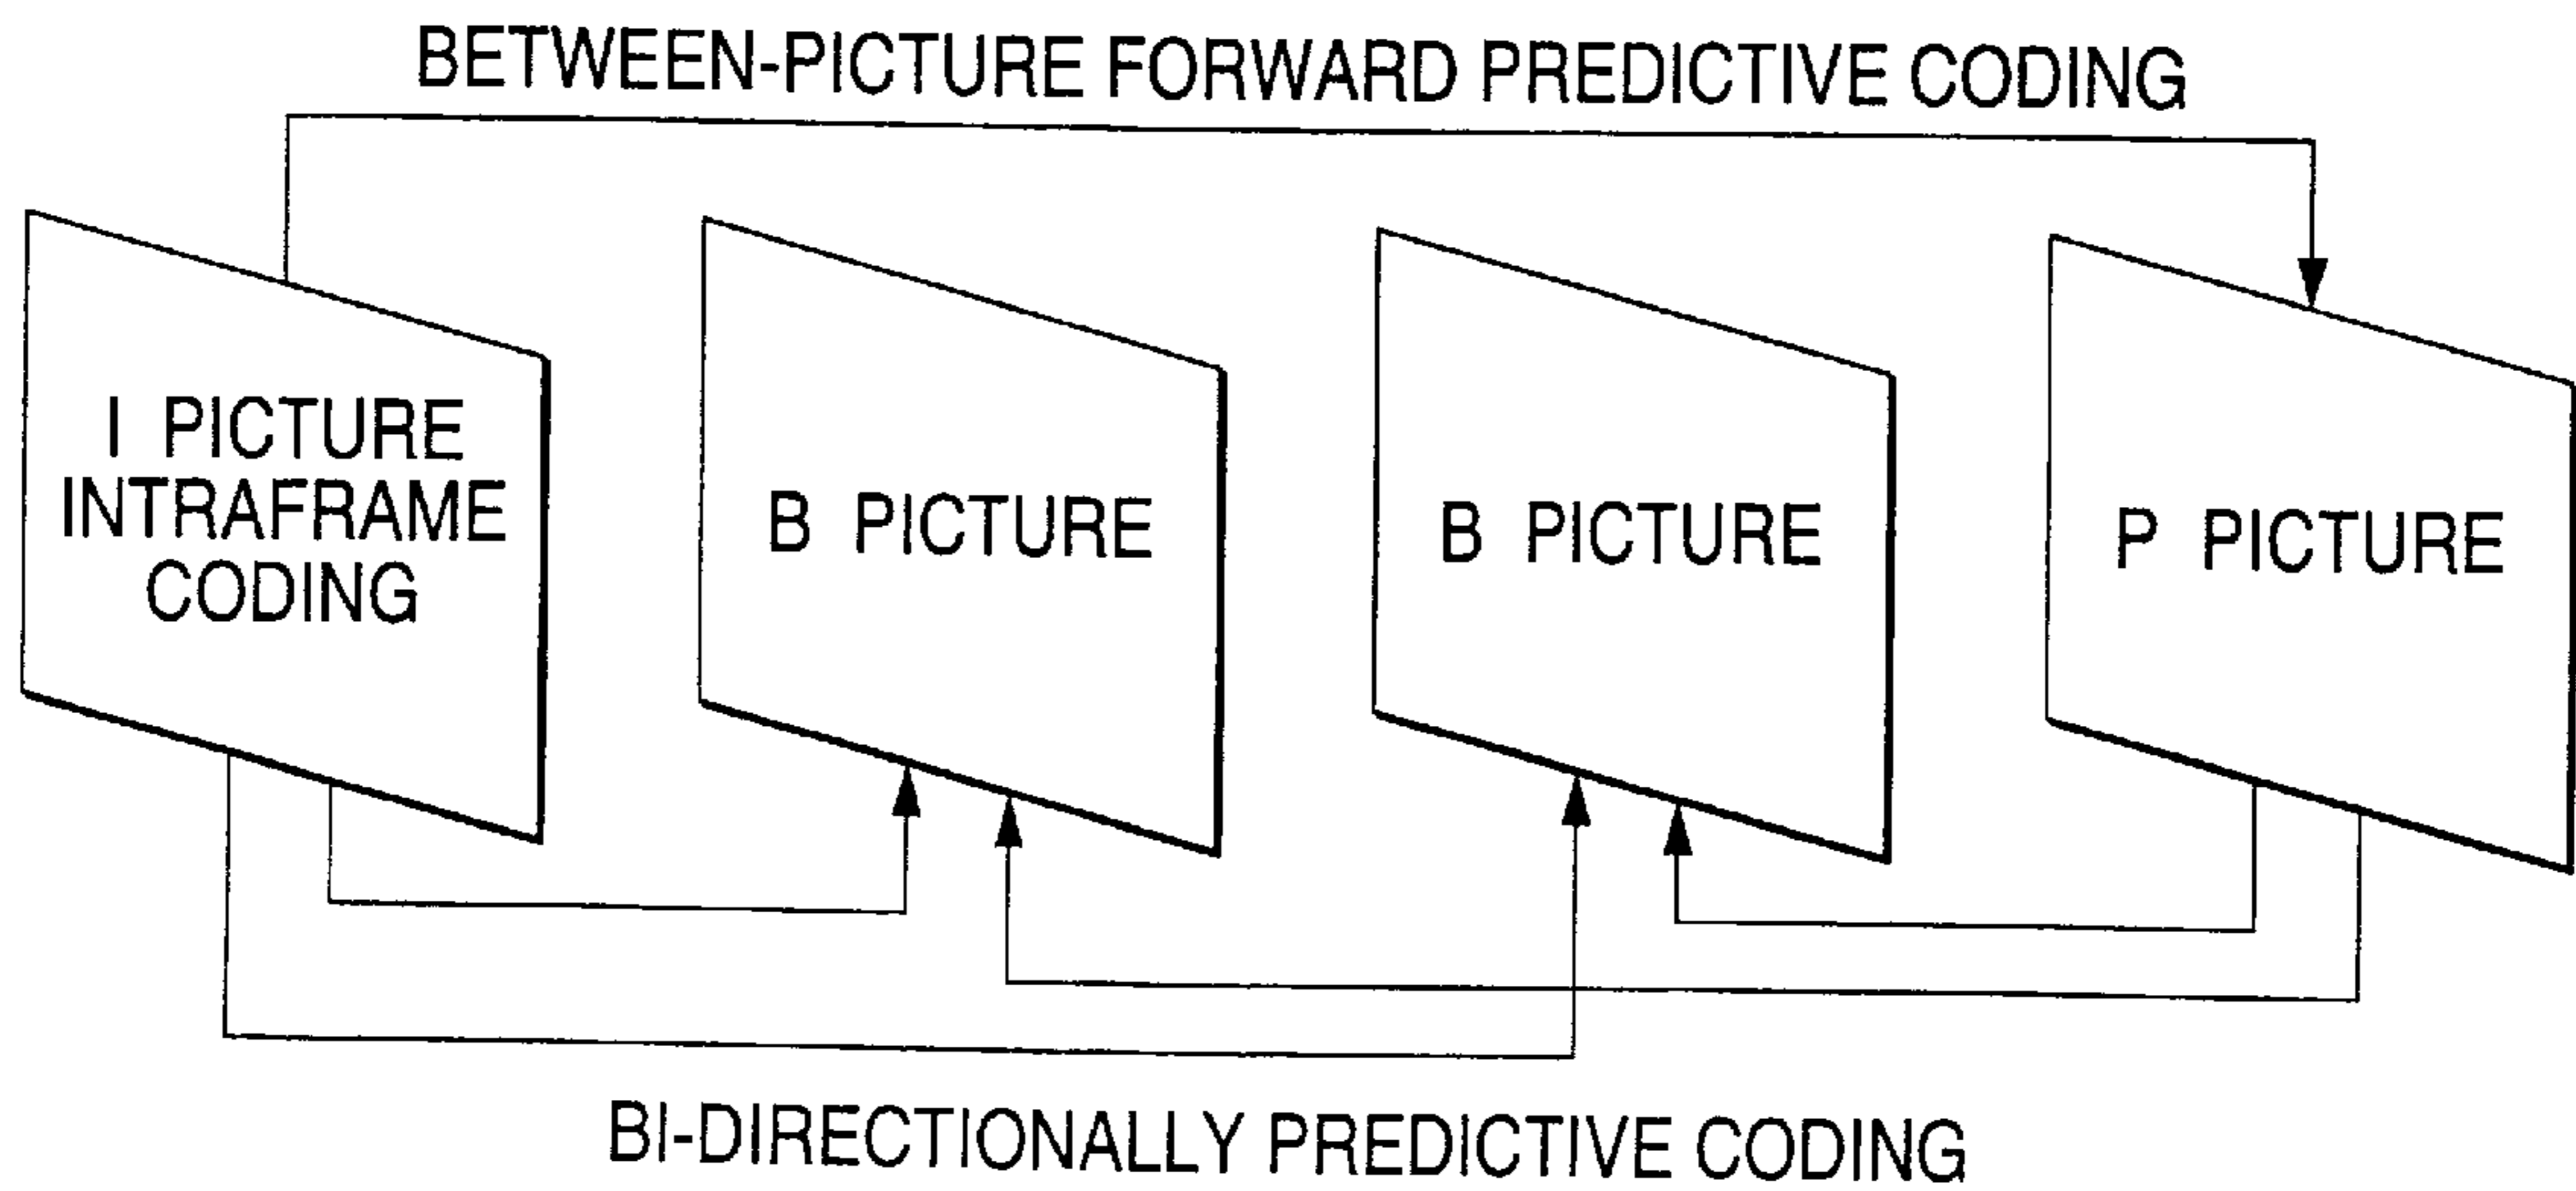 BETWEEN-PICTURE FORWARD PREDICTIVE CODING
I PICTURE
INTRAFRAME
CODING
B PICTURE
B PICTURE
P PICTURE
BI-DIRECTIONALLY PREDICTIVE CODING